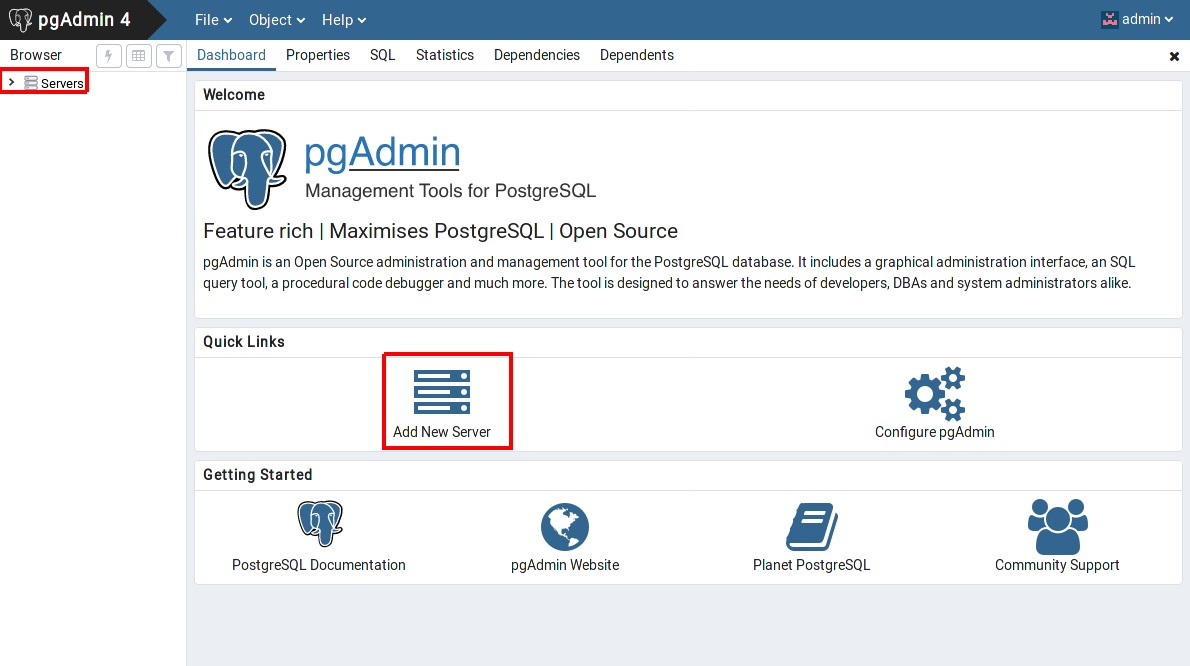 pgAdmin 4
File Object Help
admin
Browser
Dashboard Properties SQL Statistics Dependencies Dependents
Servers
Welcome
pgAdmin
Management Tools for PostgreSQL
Feature rich | Maximises PostgreSQL | Open Source
pgAdmin is an Open Source administration and management tool for the PostgreSQL database. It includes a graphical administration interface, an SQL
query tool, a procedural code debugger and much more. The tool is designed to answer the needs of developers, DBAs and system administrators alike.
Quick Links
Add New Server
Configure pgAdmin
Getting Started
PostgreSQL Documentation
pgAdmin Website
Planet PostgreSQL
Community Support